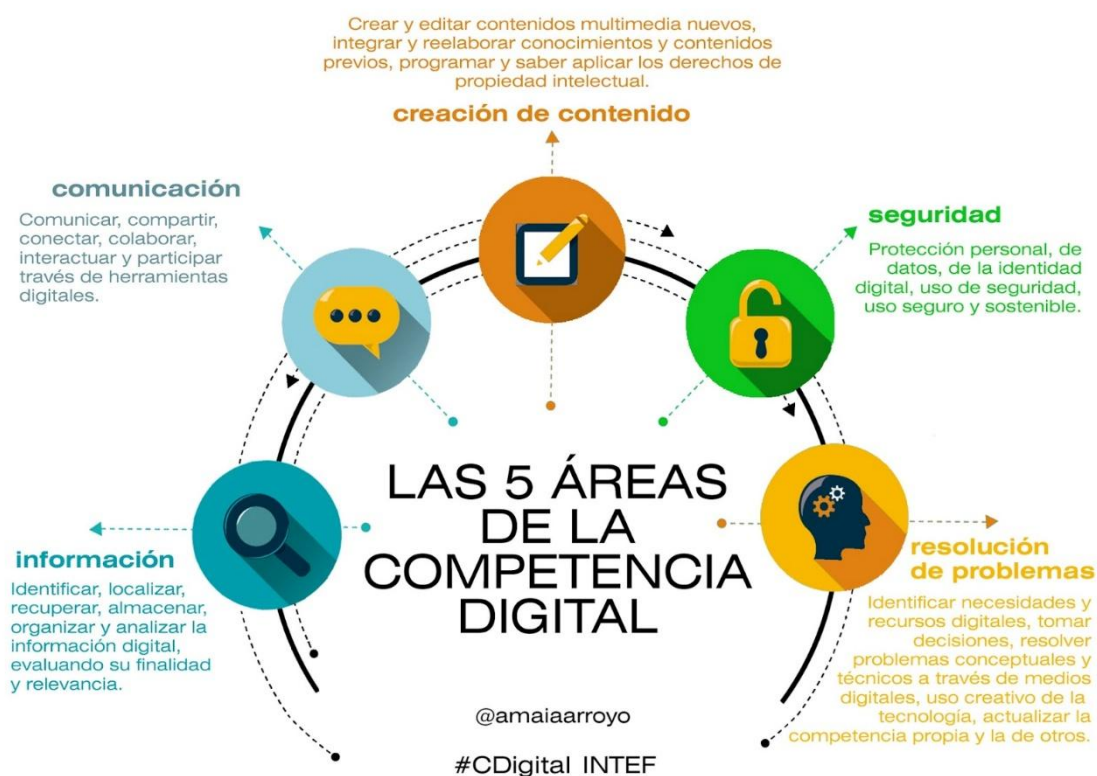 Crear y editar contenidos multimedia nuevos,
integrar y reelaborar conocimientos y contenidos
previos, programar y saber aplicar los derechos de
propiedad intelectual.
creación de contenido
comunicación
Comunicar, compartir,
conectar, colaborar,
interactuar y participar
través de herramientas
digitales.
seguridad
Protección personal, de
datos, de la identidad
digital, uso de seguridad,
uso seguro y sostenible.
información
Identificar, localizar,
recuperar, almacenar,
organizar y analizar la
información digital,
evaluando su finalidad
y relevancia.
LAS 5 ÁREAS
DE LA
COMPETENCIA
DIGITAL
resolución
de problemas
Identificar necesidades y
recursos digitales, tomar
decisiones, resolver
problemas conceptuales y
técnicos a través de medios
digitales, uso creativo de la
tecnología, actualizar la
competencia propia y la de otros.
@amaiaarroyo
#CDigital INTEF